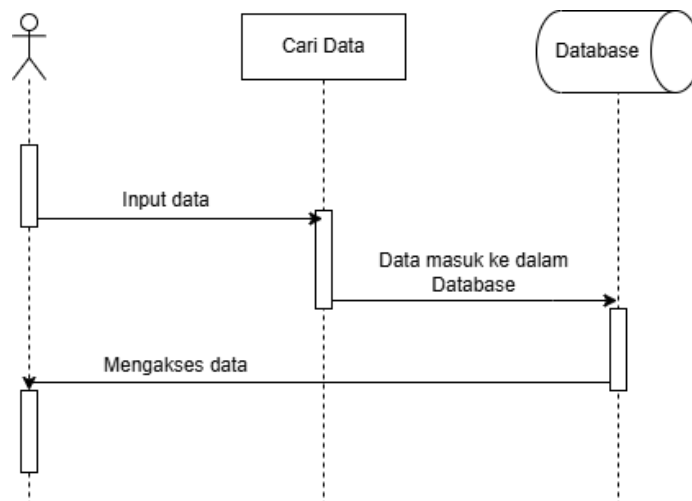 Cari Data
Database
Input data
Data masuk ke dalam
Database
Mengakses data